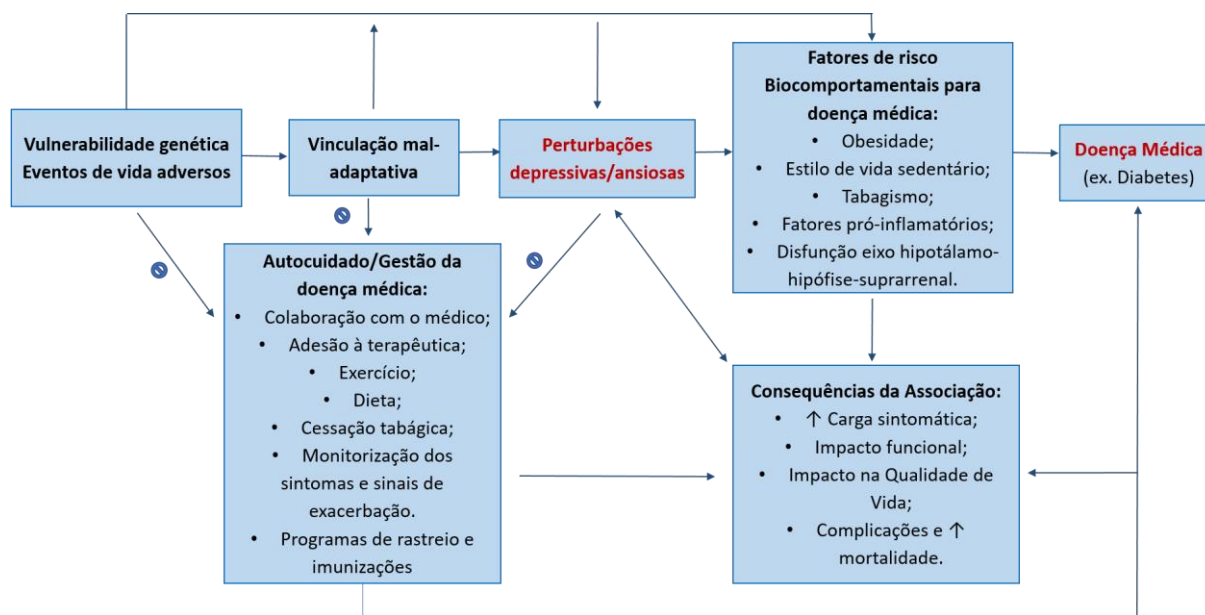 Vulnerabilidade genética
Eventos de vida adversos
Vinculação mal-
adaptativa
Perturbações
depressivas/ansiosas
Fatores de risco
Biocomportamentais para
doença médica:
• Obesidade;
• Estilo de vida sedentário;
• Tabagismo;
• Fatores pró-inflamatórios;
• Disfunção eixo hipotálamo-
hipófise-suprarrenal.
Doença Médica
(ex. Diabetes)
Autocuidado/Gestão da
doença médica:
• Colaboração com o médico;
• Adesão à terapêutica;
• Exercício;
• Dieta;
• Cessação tabágica;
• Monitorização dos
sintomas e sinais de
exacerbação.
• Programas de rastreio e
imunizações
Consequências da Associação:
• ↑ Carga sintomática;
• Impacto funcional;
• Impacto na Qualidade de
Vida;
• Complicações e ↑
mortalidade.